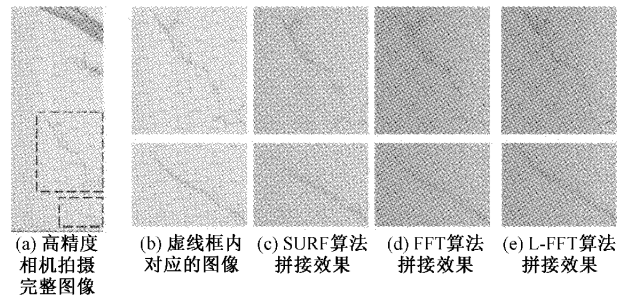 (a) 高精度
相机拍摄
完整图像
(b) 虚线框内
对应的图像
(c) SURF算法
拼接效果
(d) FFT算法
拼接效果
(e) L-FFT算法
拼接效果